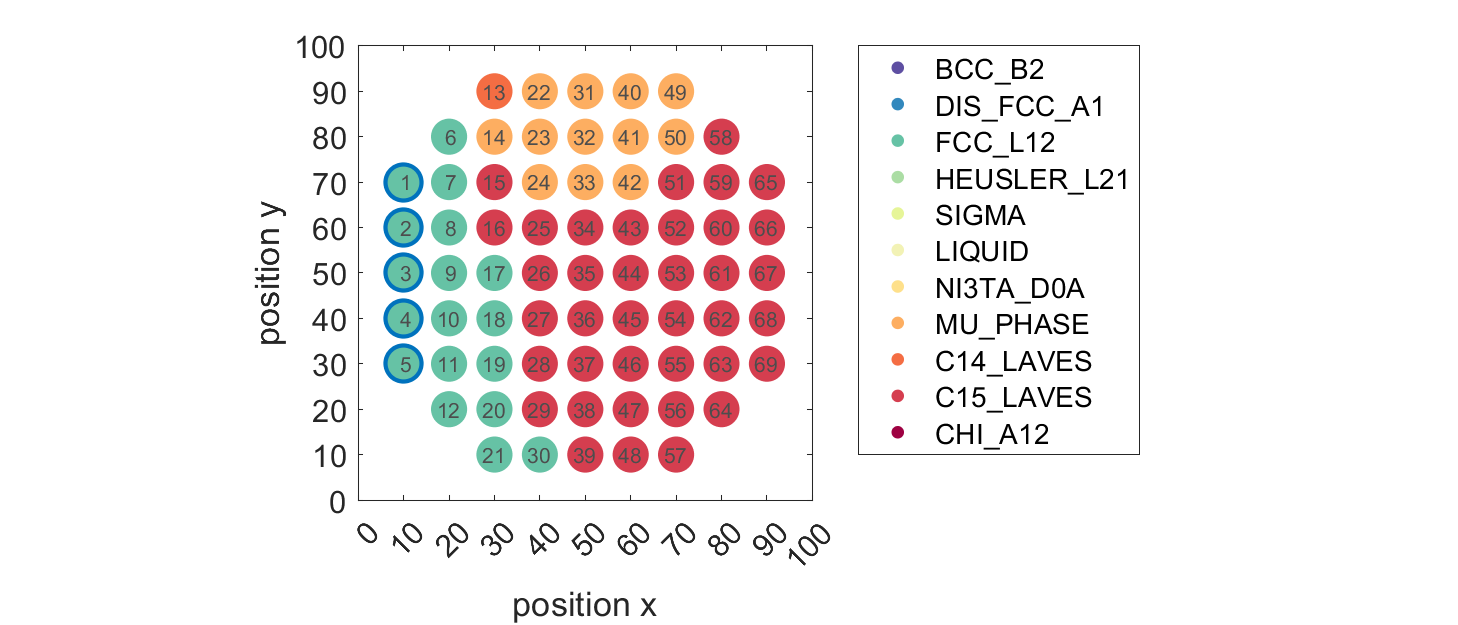 100
90
80
70
60
50
40
30
20
10
0
position y
13 22 31 40 49
6 14 23 32 41 50 58
1 7 15 24 33 42 51 59 65
2 8 16 25 34 43 52 60 66
3 9 17 26 35 44 53 61 67
4 10 18 27 36 45 54 62 68
5 11 19 28 37 46 55 63 69
12 20 29 38 47 56 64
21 30 39 48 57
0 10 20 30 40 50 60 70 80 90 100
position x
BCC_B2
DIS_FCC_A1
FCC_L12
HEUSLER_L21
SIGMA
LIQUID
NI3TA_D0A
MU_PHASE
C14_LAVES
C15_LAVES
CHI_A12